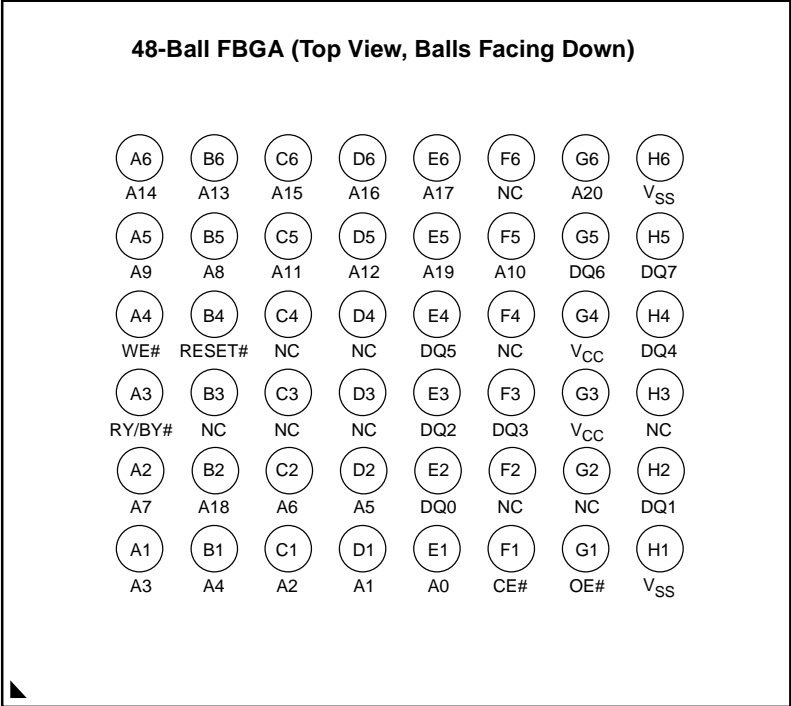 48-Ball FBGA (Top View, Balls Facing Down)
A6 B6 C6 D6 E6 F6 G6 H6
A14 A13 A15 A16 A17 NC A20 VSS
A5 B5 C5 D5 E5 F5 G5 H5
A9 A8 A11 A12 A19 A10 DQ6 DQ7
A4 B4 C4 D4 E4 F4 G4 H4
WE# RESET# NC NC DQ5 NC VCC DQ4
A3 B3 C3 D3 E3 F3 G3 H3
RY/BY# NC NC NC DQ2 DQ3 VCC NC
A2 B2 C2 D2 E2 F2 G2 H2
A7 A18 A6 A5 DQ0 NC NC DQ1
A1 B1 C1 D1 E1 F1 G1 H1
A3 A4 A2 A1 A0 CE# OE# VSS